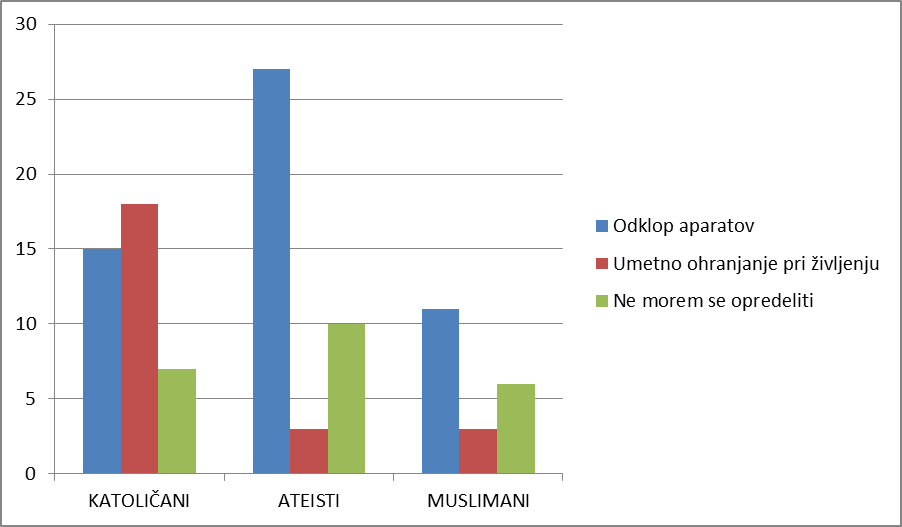 30
25
20
15
10
5
0
KATOLIČANI ATEISTI MUSLIMANI
Odklop aparatov
Umetno ohranjanje pri življenju
Ne morem se opredeliti